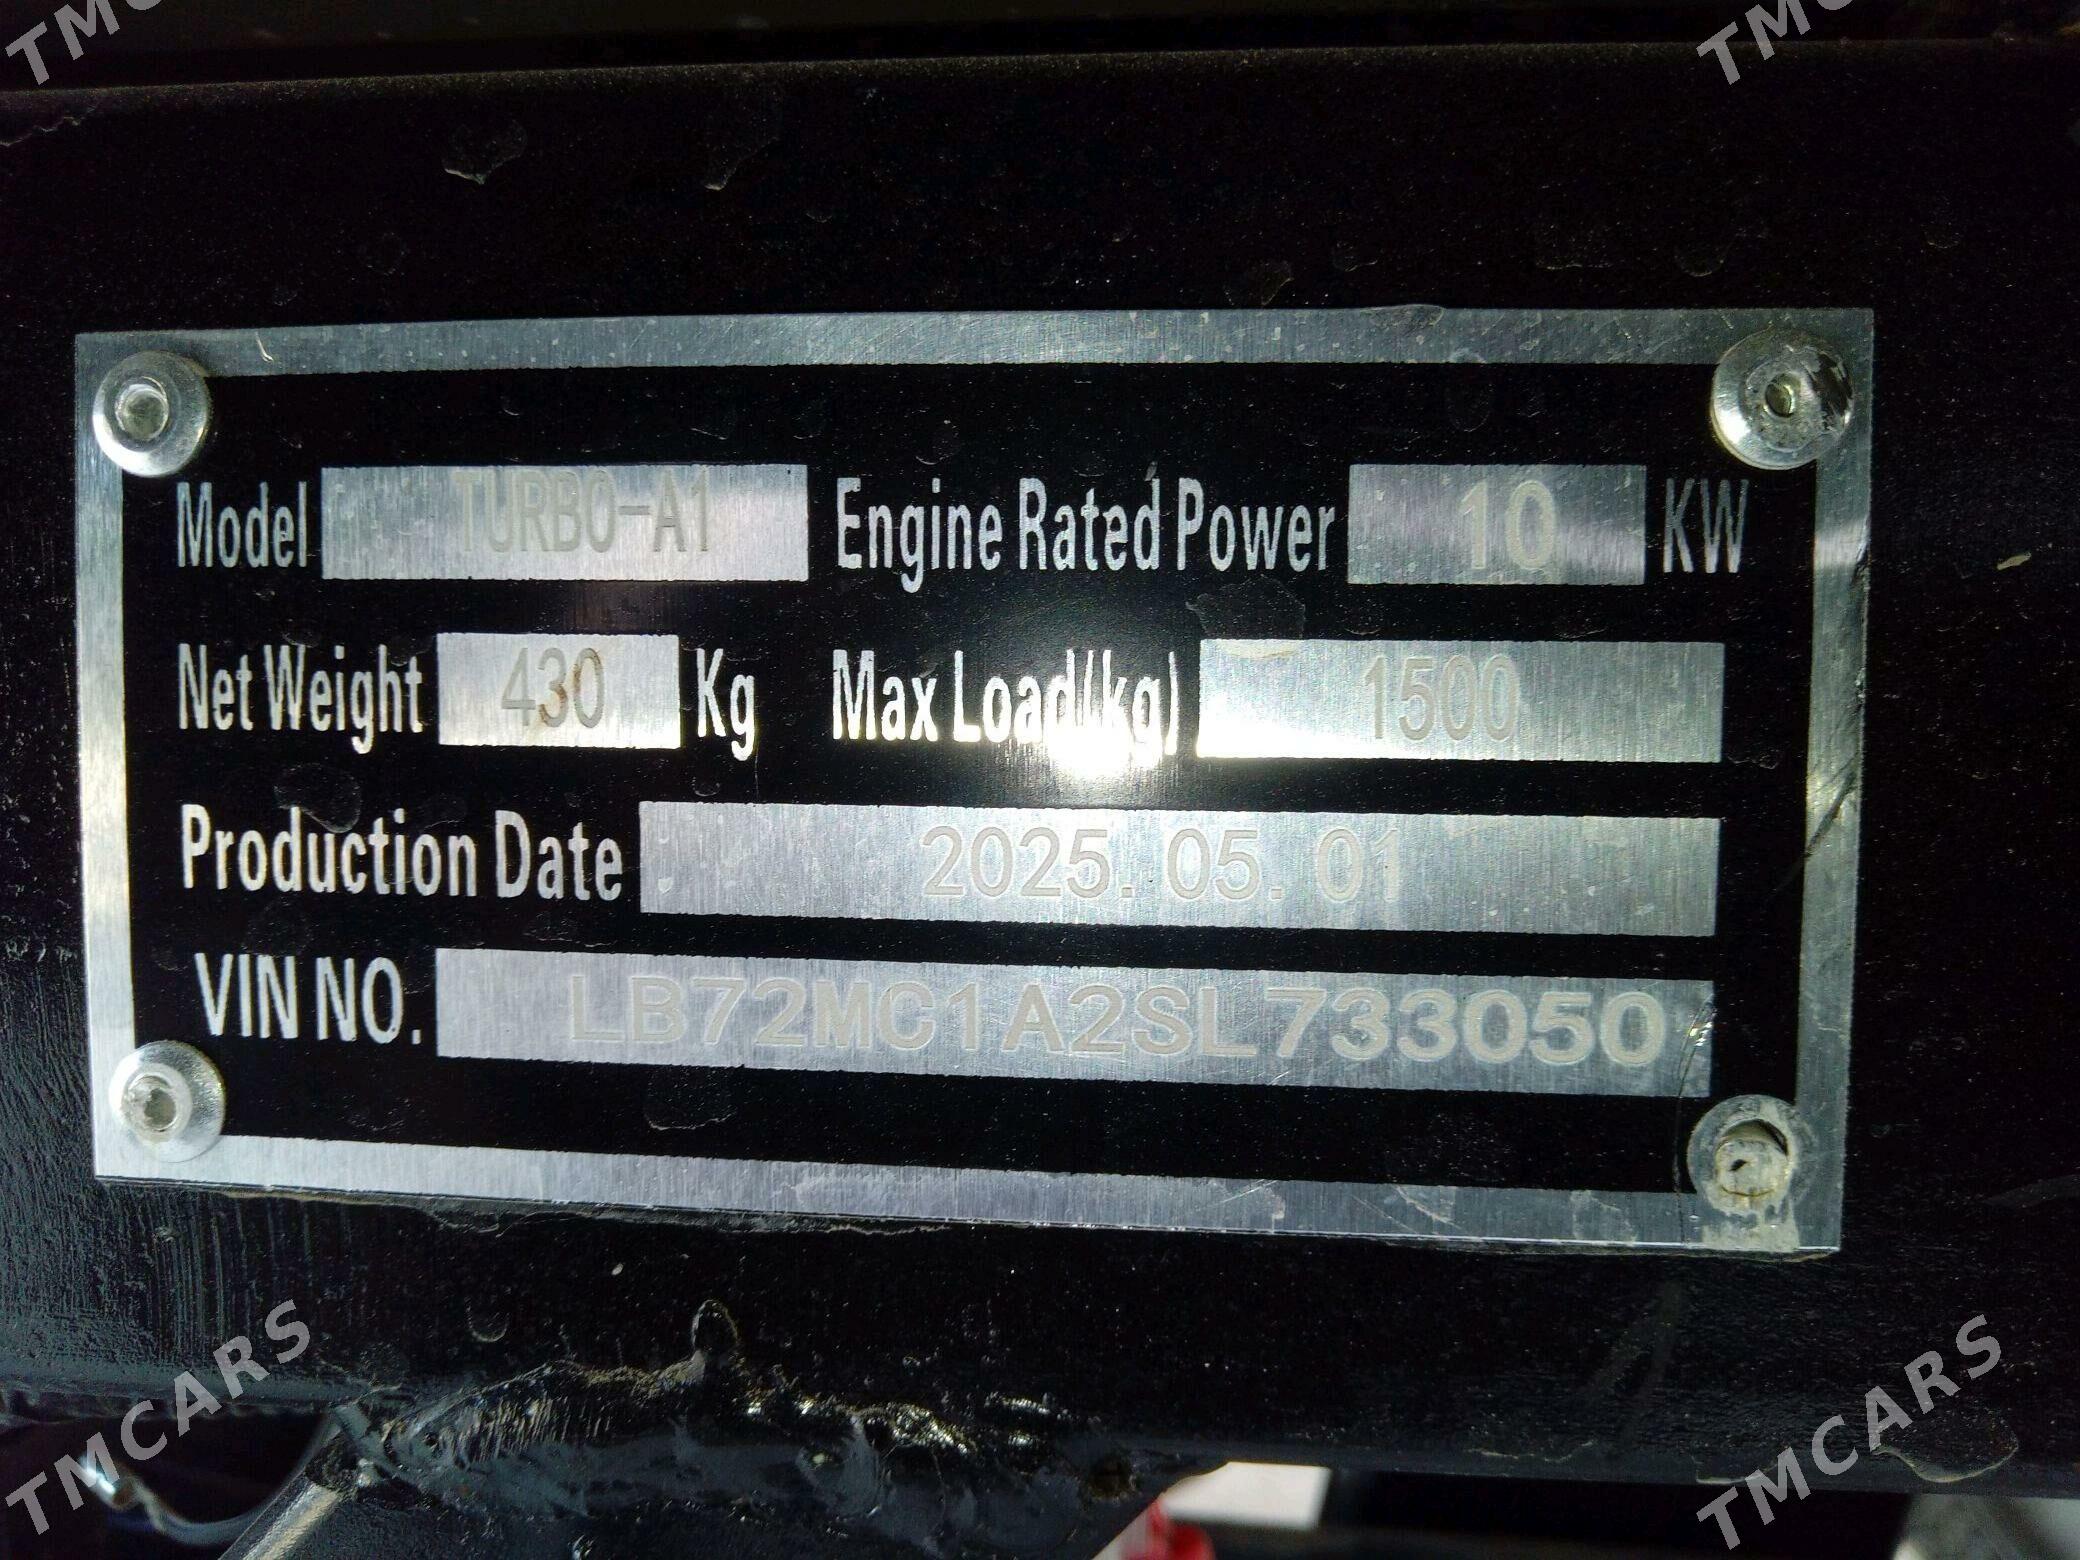 TMCARS
TMCARS
Model TURBO-A1 Engine Rated Power 10 KW
Net Weight 430 Kg Max Load(kg) 1500
Production Date 2025.05.01
VIN NO. LB72MC1A2SL733050
TMCARS
TMCARS